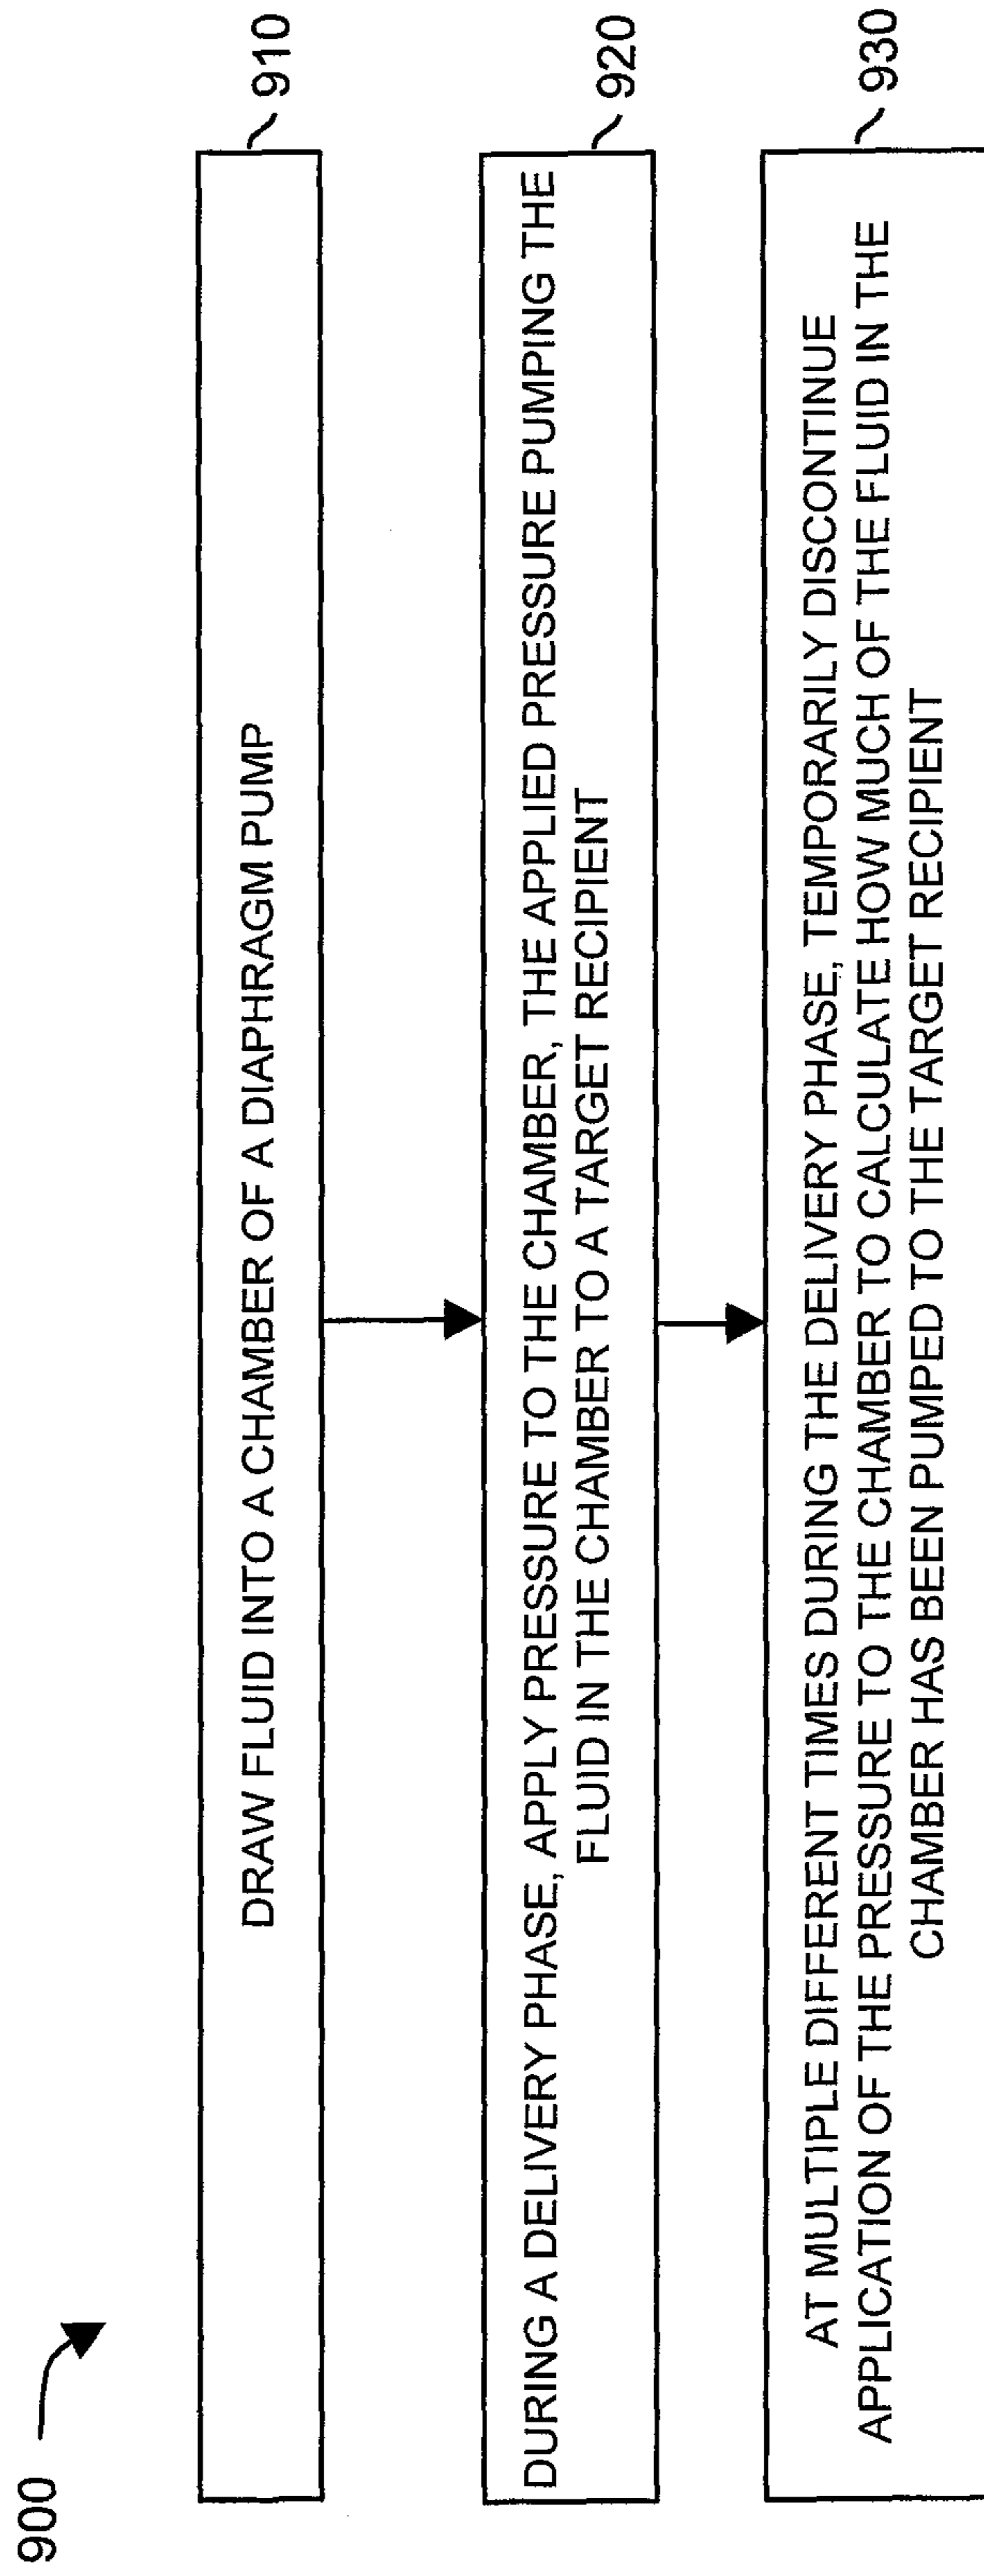 900
DRAW FLUID INTO A CHAMBER OF A DIAPHRAGM PUMP
910
DURING A DELIVERY PHASE, APPLY PRESSURE TO THE CHAMBER, THE APPLIED PRESSURE PUMPING THE
FLUID IN THE CHAMBER TO A TARGET RECIPIENT
920
AT MULTIPLE DIFFERENT TIMES DURING THE DELIVERY PHASE, TEMPORARILY DISCONTINUE
APPLICATION OF THE PRESSURE TO THE CHAMBER TO CALCULATE HOW MUCH OF THE FLUID IN THE
CHAMBER HAS BEEN PUMPED TO THE TARGET RECIPIENT
930